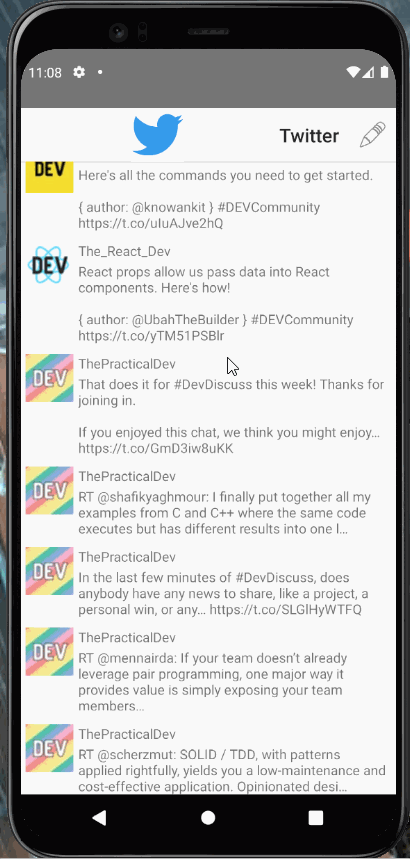 11:08
Twitter
DEV
Here's all the commands you need to get started.
{ author: @knowankit } #DEVCommunity
https://t.co/uIuAJve2hQ
DEV
The_React_Dev
React props allow us pass data into React
components. Here's how!
{ author: @UbahTheBuilder } #DEVCommunity
https://t.co/yTM51PSBlr
DEV
ThePracticalDev
That does it for #DevDiscuss this week! Thanks for
joining in.
If you enjoyed this chat, we think you might enjoy…
https://t.co/GmD3iw8uKK
DEV
ThePracticalDev
RT @shafikyaghmour: I finally put together all my
examples from C and C++ where the same code
executes but has different results into one l…
DEV
ThePracticalDev
In the last few minutes of #DevDiscuss, does
anybody have any news to share, like a project, a
personal win, or any… https://t.co/SLGlHyWTFQ
DEV
ThePracticalDev
RT @mennairda: If your team doesn’t already
leverage pair programming, one major way it
provides value is simply exposing your team
members…
DEV
ThePracticalDev
RT @scherzmut: SOLID / TDD, with patterns
applied rightfully, yields you a low-maintenance and
cost-effective application. Opinionated desi…